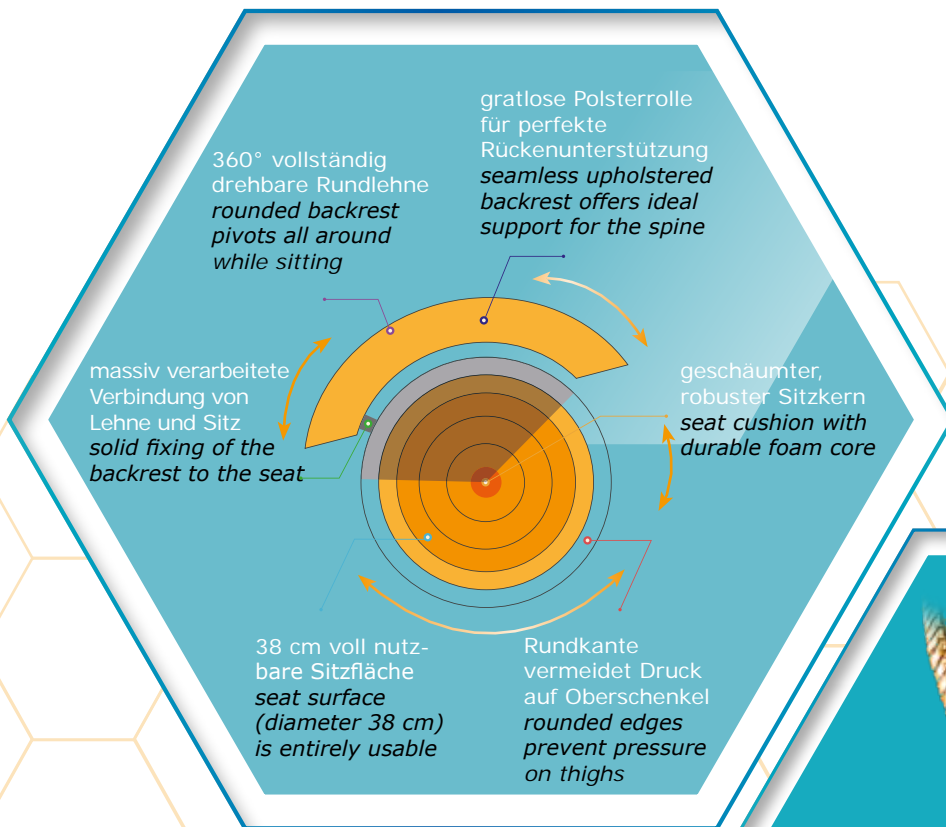 gratlose Polsterrolle
für perfekte
Rückenunterstützung
seamless upholstered
backrest offers ideal
support for the spine
360° vollständig
drehbare Rundlehne
rounded backrest
pivots all around
while sitting
massiv verarbeitete
Verbindung von
Lehne und Sitz
solid fixing of the
backrest to the seat
geschäumter,
robuster Sitzkern
seat cushion with
durable foam core
38 cm voll nutz-
bare Sitzfläche
seat surface
(diameter 38 cm)
is entirely usable
Rundkante
vermeidet Druck
auf Oberschenkel
rounded edges
prevent pressure
on thighs